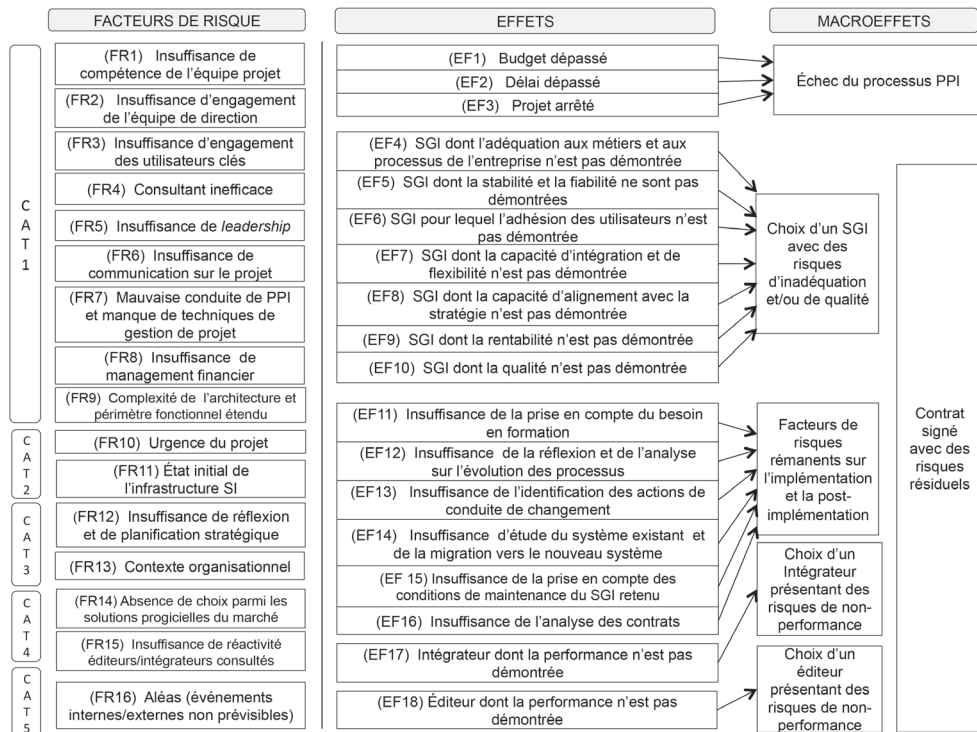 FACTEURS DE RISQUE
EFFETS
MACROEFFETS
CAT1
(FR1) Insuffisance de
compétence de l'équipe projet
(FR2) Insuffisance d'engagement
de l'équipe de direction
(FR3) Insuffisance d'engagement
des utilisateurs clés
(FR4) Consultant inefficace
(FR5) Insuffisance de leadership
(FR6) Insuffisance de
communication sur le projet
(FR7) Mauvaise conduite de PPI
et manque de techniques de
gestion de projet
(FR8) Insuffisance de
management financier
(FR9) Complexité de l'architecture et
périmètre fonctionnel étendu
CAT2
(FR10) Urgence du projet
(FR11) État initial de
l'infrastructure SI
CAT3
(FR12) Insuffisance de réflexion
et de planification stratégique
(FR13) Contexte organisationnel
CAT4
(FR14) Absence de choix parmi les
solutions progicielles du marché
(FR15) Insuffisance de réactivité
éditeurs/intégrateurs consultés
CAT5
(FR16) Aléas (événements
internes/externes non prévisibles)
(EF1) Budget dépassé
(EF2) Délai dépassé
(EF3) Projet arrêté
(EF4) SGI dont l'adéquation aux métiers et aux
processus de l'entreprise n'est pas démontrée
(EF5) SGI dont la stabilité et la fiabilité ne sont pas
démontrées
(EF6) SGI pour lequel l'adhésion des utilisateurs n'est
pas démontrée
(EF7) SGI dont la capacité d'intégration et de
flexibilité n'est pas démontrée
(EF8) SGI dont la capacité d'alignement avec la
stratégie n'est pas démontrée
(EF9) SGI dont la rentabilité n'est pas démontrée
(EF10) SGI dont la qualité n'est pas démontrée
(EF11) Insuffisance de la prise en compte du besoin
en formation
(EF12) Insuffisance de la réflexion et de l'analyse
sur l'évolution des processus
(EF13) Insuffisance de l'identification des actions de
conduite de changement
(EF14) Insuffisance d'étude du système existant et
de la migration vers le nouveau système
(EF 15) Insuffisance de la prise en compte des
conditions de maintenance du SGI retenu
(EF16) Insuffisance de l'analyse des contrats
(EF17) Intégrateur dont la performance n'est pas
démontrée
(EF18) Éditeur dont la performance n'est pas
démontrée
Échec du processus PPI
Choix d'un SGI
avec des
risques
d'inadéquation
et/ou de qualité
Facteurs de
risques
rémanents sur
l'implémentation
et la post-
implémentation
Choix d'un
Intégrateur
présentant des
risques de non-
performance
Choix d'un
éditeur
présentant des
risques de non-
performance
Contrat
signé
avec des
risques
résiduels